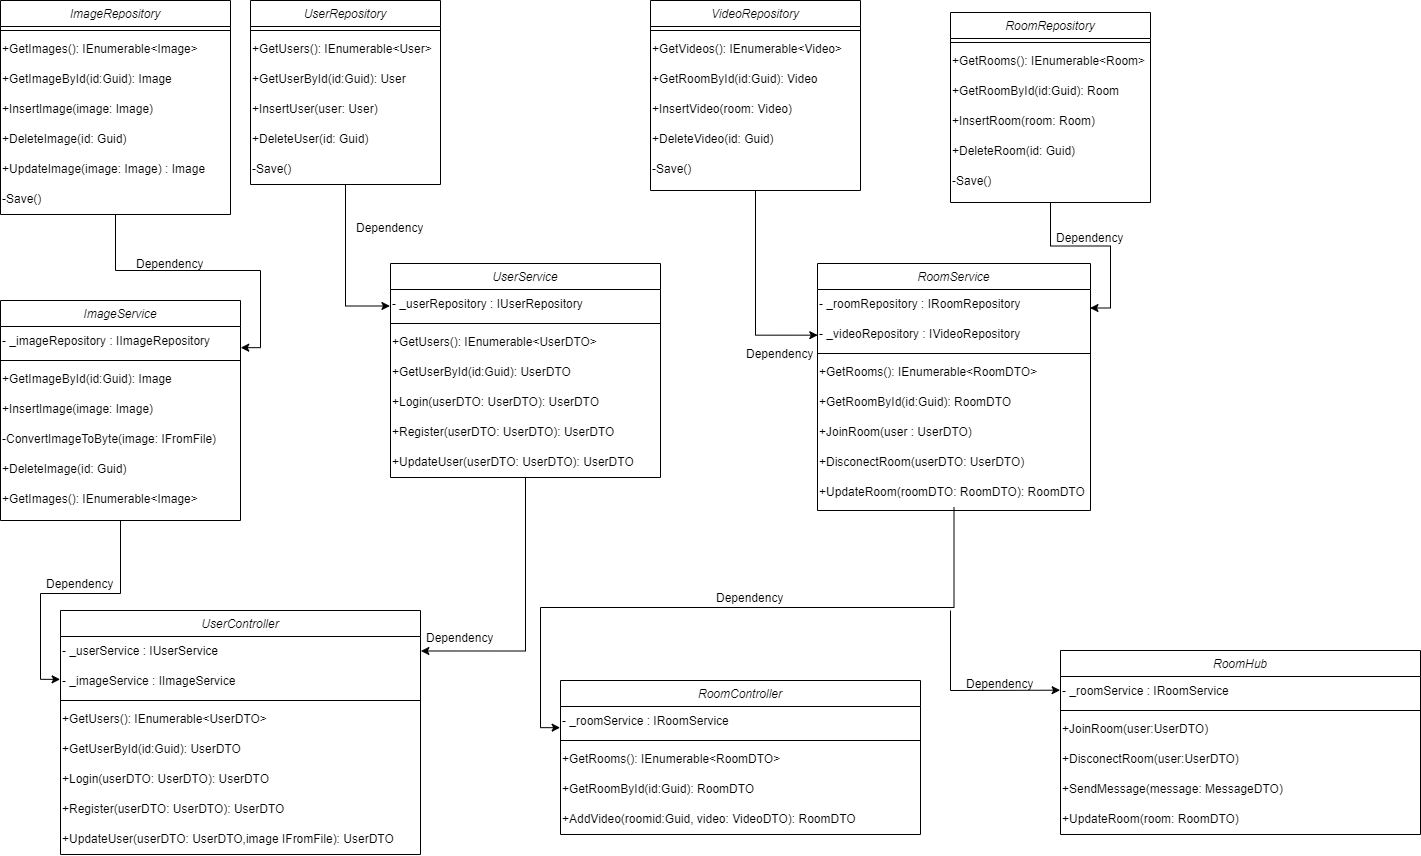 ImageRepository
+GetImages(): IEnumerable<Image>
+GetImageById(id:Guid): Image
+InsertImage(image: Image)
+DeleteImage(id: Guid)
+UpdateImage(image: Image) : Image
-Save()
UserRepository
+GetUsers(): IEnumerable<User>
+GetUserById(id:Guid): User
+InsertUser(user: User)
+DeleteUser(id: Guid)
-Save()
VideoRepository
+GetVideos(): IEnumerable<Video>
+GetRoomById(id:Guid): Video
+InsertVideo(room: Video)
+DeleteVideo(id: Guid)
-Save()
RoomRepository
+GetRooms(): IEnumerable<Room>
+GetRoomById(id:Guid): Room
+InsertRoom(room: Room)
+DeleteRoom(id: Guid)
-Save()
Dependency
Dependency
Dependency
Dependency
ImageService
- _imageRepository : IImageRepository
+GetImageById(id:Guid): Image
+InsertImage(image: Image)
-ConvertImageToByte(image: IFromFile)
+DeleteImage(id: Guid)
+GetImages(): IEnumerable<Image>
UserService
- _userRepository : IUserRepository
+GetUsers(): IEnumerable<UserDTO>
+GetUserById(id:Guid): UserDTO
+Login(userDTO: UserDTO): UserDTO
+Register(userDTO: UserDTO): UserDTO
+UpdateUser(userDTO: UserDTO): UserDTO
RoomService
- _roomRepository : IRoomRepository
- _videoRepository : IVideoRepository
+GetRooms(): IEnumerable<RoomDTO>
+GetRoomById(id:Guid): RoomDTO
+JoinRoom(user : UserDTO)
+DisconectRoom(userDTO: UserDTO)
+UpdateRoom(roomDTO: RoomDTO): RoomDTO
Dependency
Dependency
Dependency
Dependency
UserController
- _userService : IUserService
- _imageService : IImageService
+GetUsers(): IEnumerable<UserDTO>
+GetUserById(id:Guid): UserDTO
+Login(userDTO: UserDTO): UserDTO
+Register(userDTO: UserDTO): UserDTO
+UpdateUser(userDTO: UserDTO,image IFromFile): UserDTO
RoomController
- _roomService : IRoomService
+GetRooms(): IEnumerable<RoomDTO>
+GetRoomById(id:Guid): RoomDTO
+AddVideo(roomid:Guid, video: VideoDTO): RoomDTO
RoomHub
- _roomService : IRoomService
+JoinRoom(user:UserDTO)
+DisconectRoom(user:UserDTO)
+SendMessage(message: MessageDTO)
+UpdateRoom(room: RoomDTO)